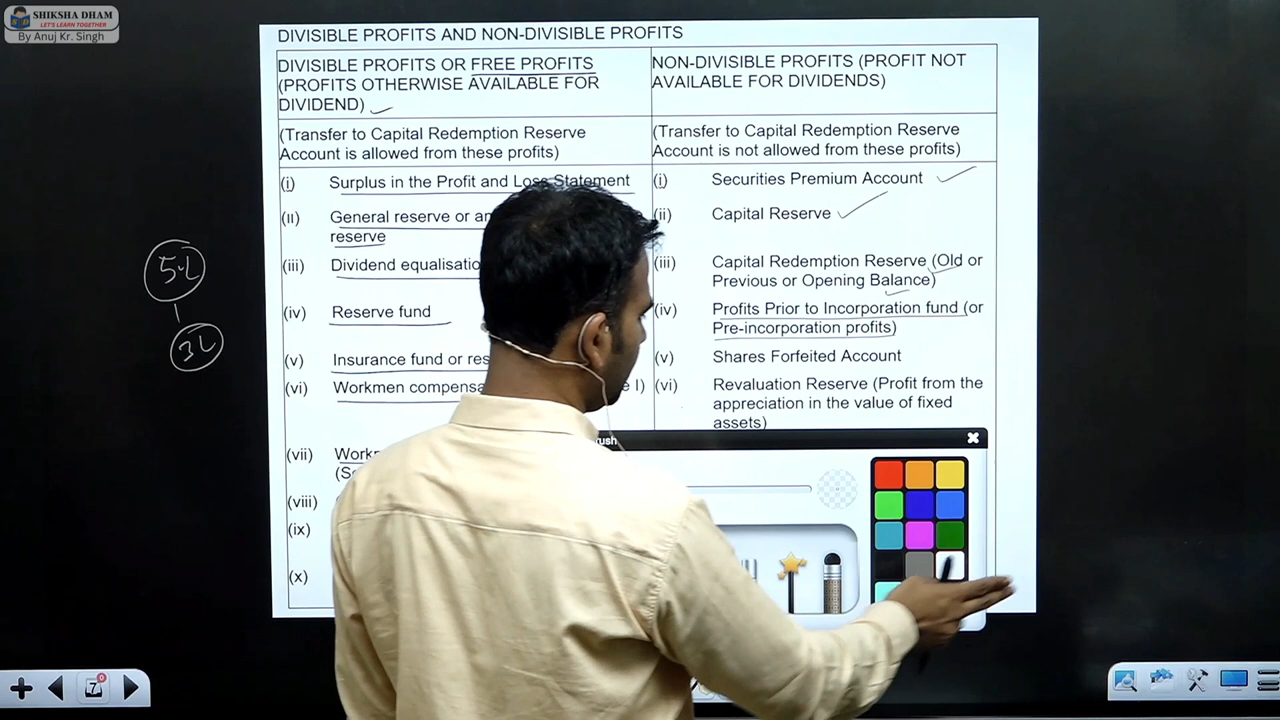 SHIKSHA DHAM
LET'S LEARN TOGETHER
By Anuj Kr. Singh
DIVISIBLE PROFITS AND NON-DIVISIBLE PROFITS
DIVISIBLE PROFITS OR FREE PROFITS
(PROFITS OTHERWISE AVAILABLE FOR
DIVIDEND)
NON-DIVISIBLE PROFITS (PROFIT NOT
AVAILABLE FOR DIVIDENDS)
(Transfer to Capital Redemption Reserve
Account is allowed from these profits)
(Transfer to Capital Redemption Reserve
Account is not allowed from these profits)
(i) Surplus in the Profit and Loss Statement
(II) General reserve or
reserve
(iii) Dividend
(iv) Reserve fund
(v) Insurance fund or
(vi) Workmen I)
(vii)
(viii)
(ix)
(x)
(i) Securities Premium Account
(ii) Capital Reserve
(iii) Capital Redemption Reserve (Old or
Previous or Opening Balance)
(iv) Profits Prior to Incorporation fund (or
Pre-incorporation profits)
(v) Shares Forfeited Account
(vi) Revaluation Reserve (Profit from the
appreciation in the value of fixed
assets)
5L
3L
7